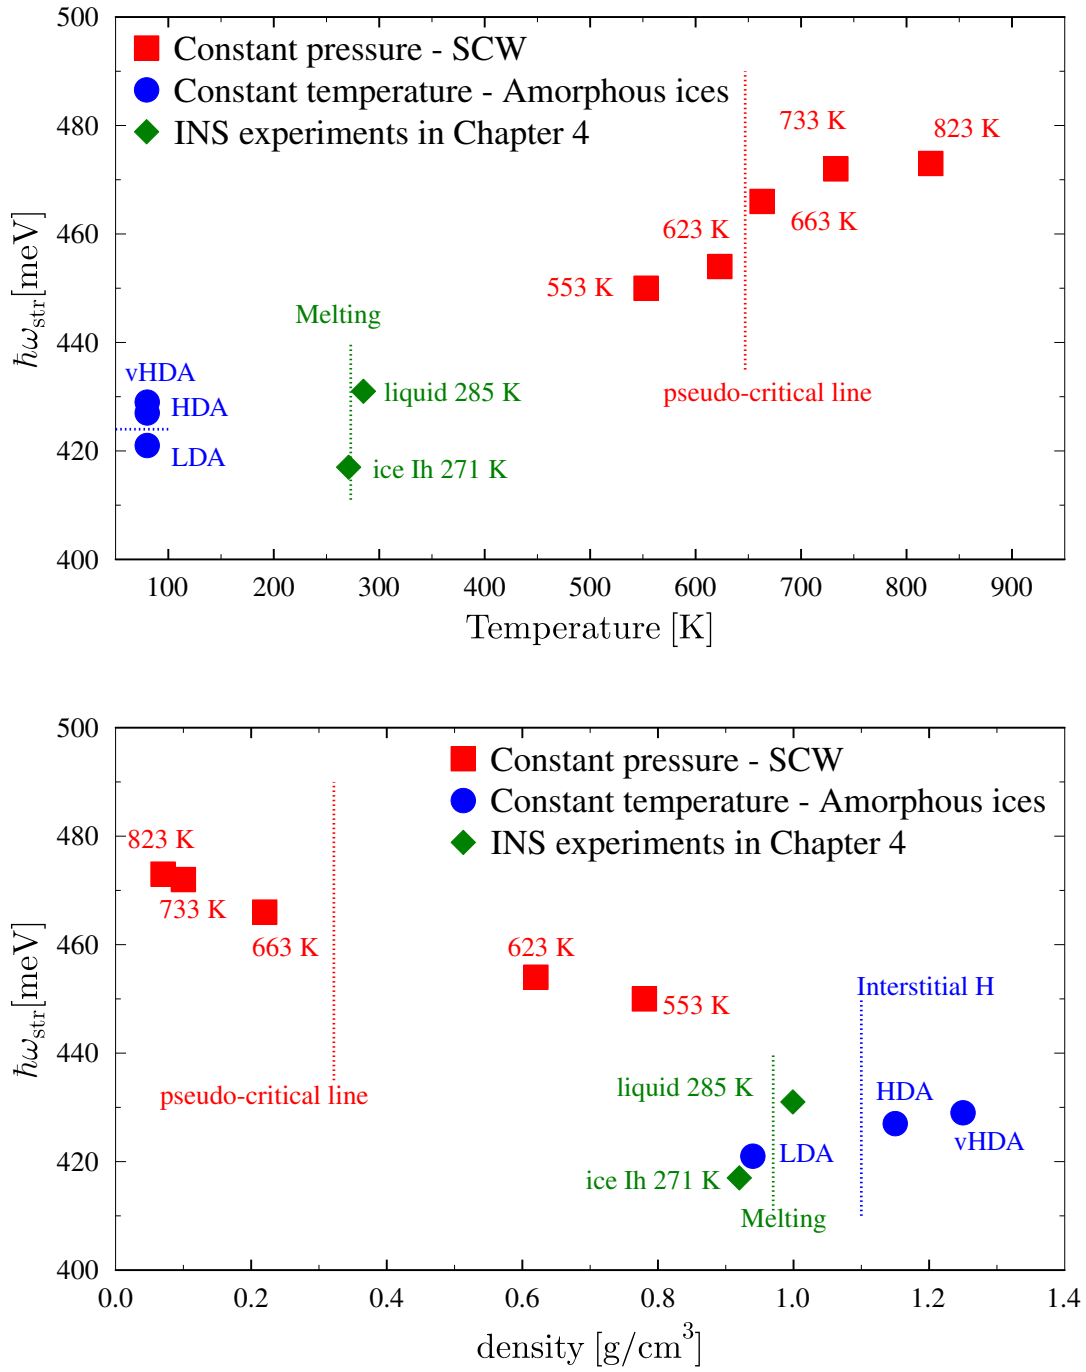 500
480
460
440
420
400
ħω_str[meV]
Constant pressure - SCW
Constant temperature - Amorphous ices
INS experiments in Chapter 4
733 K
823 K
623 K
663 K
553 K
Melting
vHDA
HDA
LDA
liquid 285 K
pseudo-critical line
ice Ih 271 K
100 200 300 400 500 600 700 800 900
Temperature [K]
500
480
460
440
420
400
ħω_str[meV]
Constant pressure - SCW
Constant temperature - Amorphous ices
INS experiments in Chapter 4
823 K
733 K
663 K
623 K
553 K
Interstitial H
pseudo-critical line
liquid 285 K
HDA
LDA
vHDA
ice Ih 271 K
Melting
0.0 0.2 0.4 0.6 0.8 1.0 1.2 1.4
density [g/cm³]